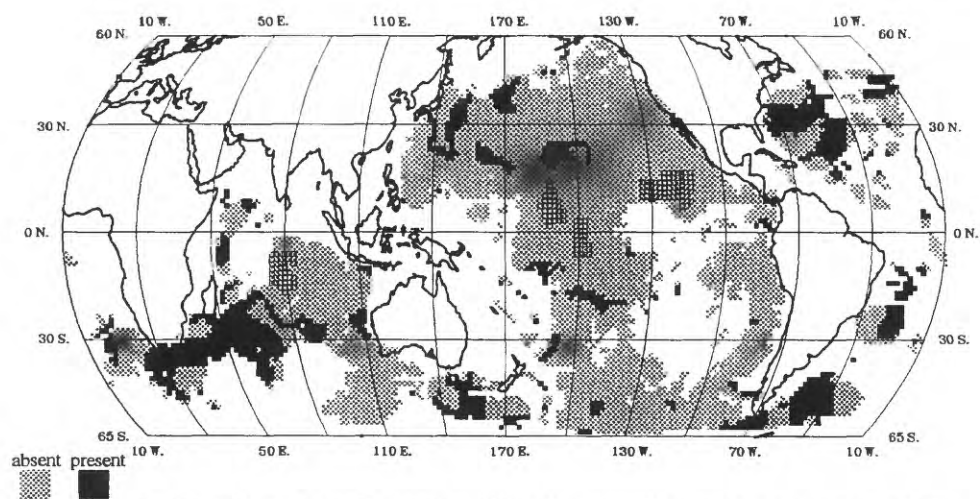 10 W. 50 E. 110 E. 170 E. 130 W. 70 W. 10 W.
60 N. 60 N.
30 N. 30 N.
0 N. 0 N.
30 S. 30 S.
65 S. 65 S.
10 W. 50 E. 110 E. 170 E. 130 W. 70 W. 10 W.
absent present